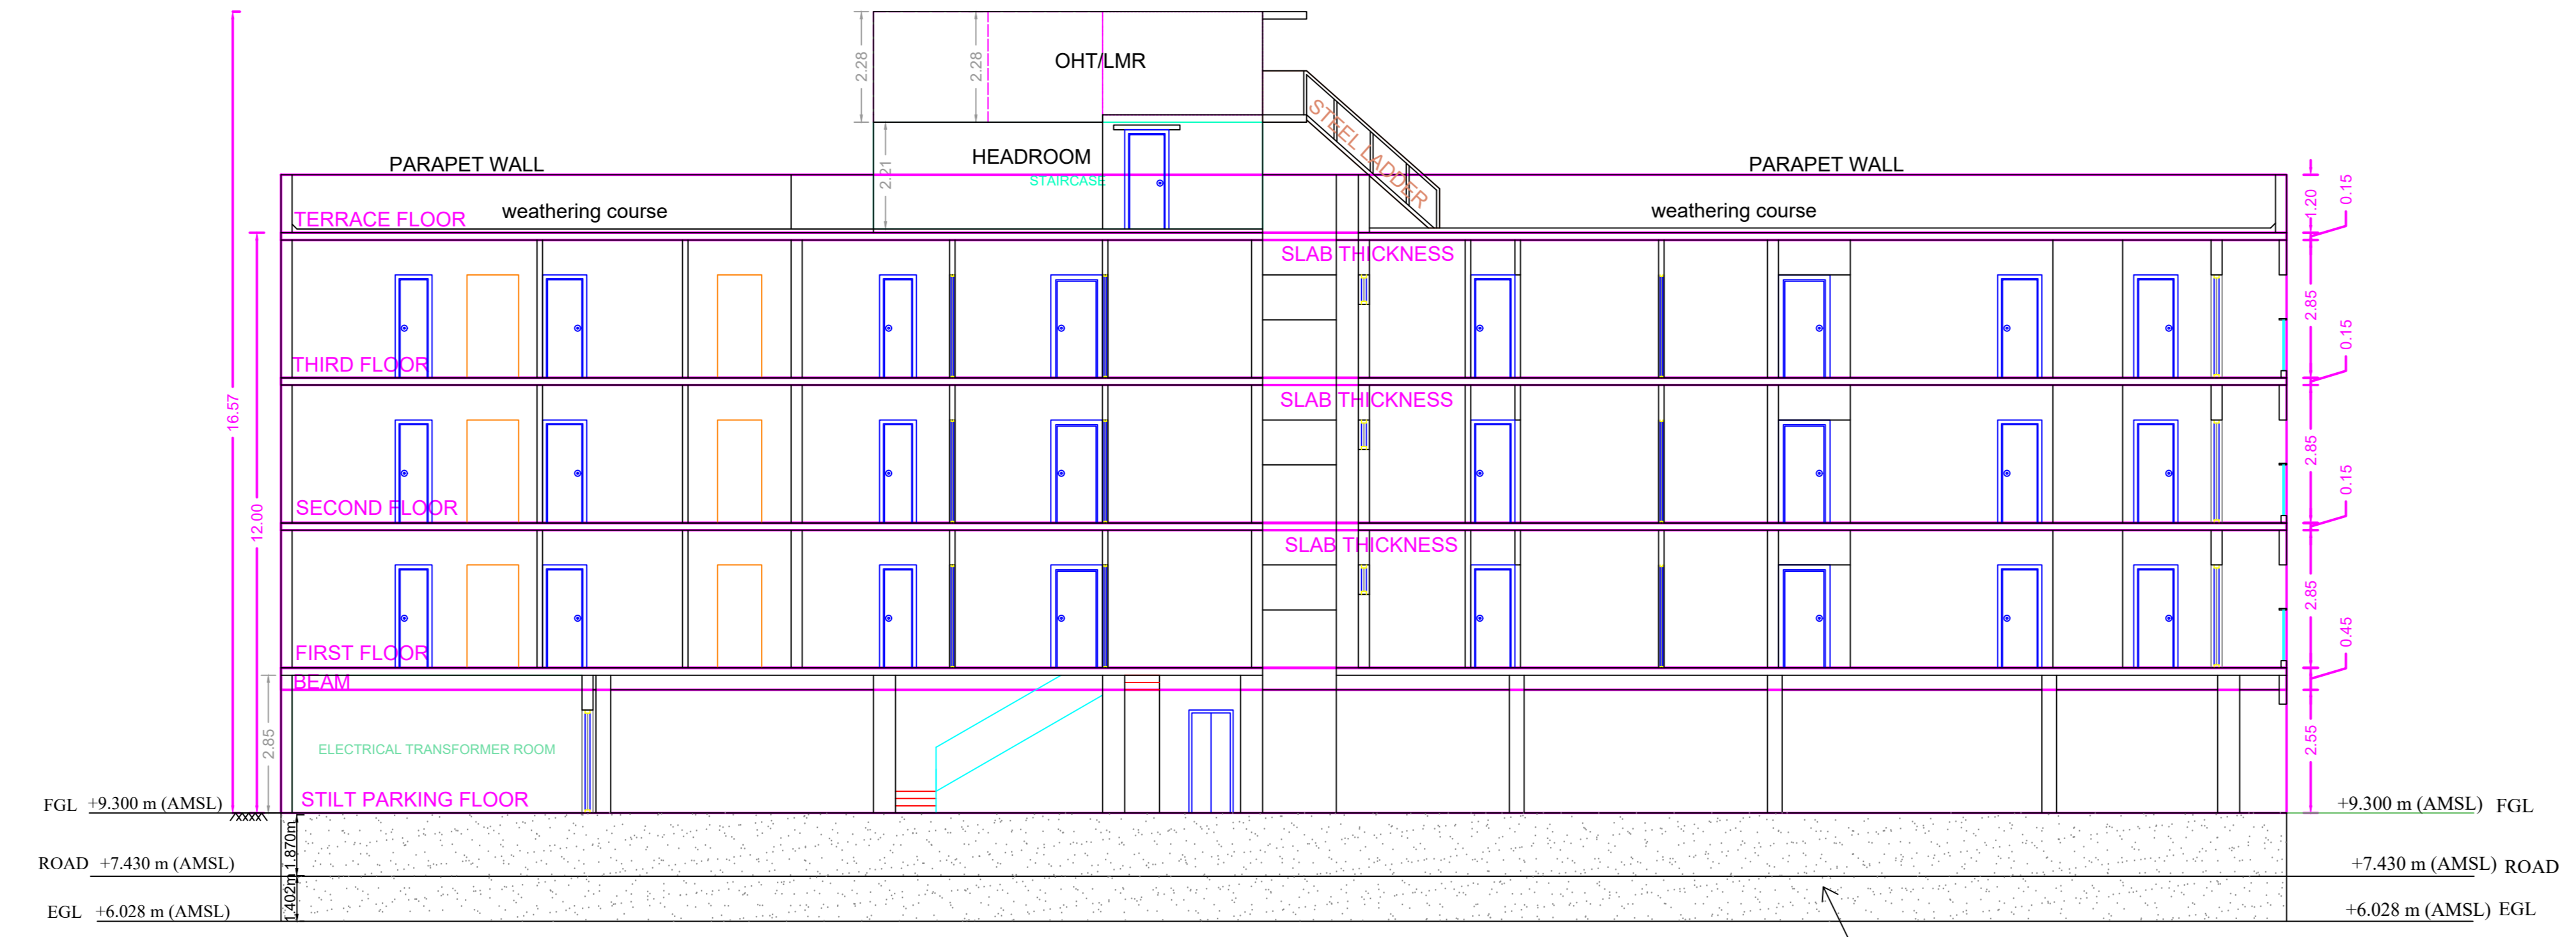 OHT/LMR
2.28
2.28
STEEL LADDER
PARAPET WALL
HEADROOM
STAIRCASE
2.21
PARAPET WALL
TERRACE FLOOR
weathering course
weathering course
1.20
0.15
SLAB THICKNESS
2.85
0.15
THIRD FLOOR
16.57
SLAB THICKNESS
2.85
0.15
SECOND FLOOR
12.00
SLAB THICKNESS
2.85
0.45
FIRST FLOOR
BEAM
2.85
ELECTRICAL TRANSFORMER ROOM
2.55
STILT PARKING FLOOR
FGL +9.300 m (AMSL)
+9.300 m (AMSL) FGL
1.870m
ROAD +7.430 m (AMSL)
+7.430 m (AMSL) ROAD
1.402m
EGL +6.028 m (AMSL)
+6.028 m (AMSL) EGL